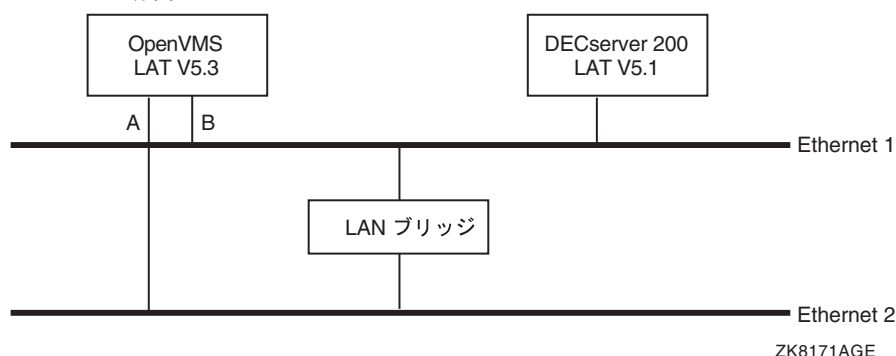 OpenVMS
LAT V5.3
DECserver 200
LAT V5.1
A
B
Ethernet 1
LAN ブリッジ
Ethernet 2
ZK8171AGE